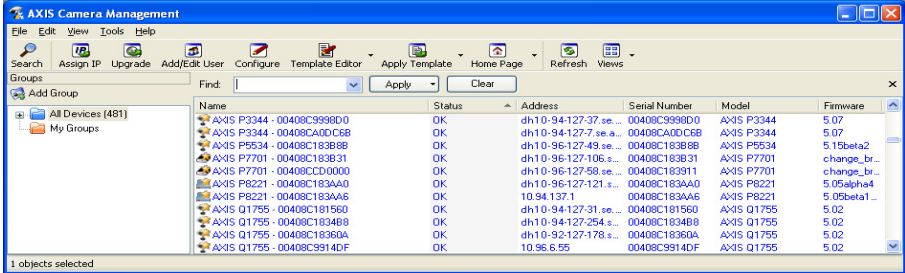 AXIS Camera Management
File Edit View Tools Help
Search Assign IP Upgrade Add/Edit User Configure Template Editor Apply Template Home Page Refresh Views
Groups
Add Group
All Devices (481)
My Groups
Find: Apply Clear
Name Status Address Serial Number Model Firmware
AXIS P3344 - 00408C9998D0 OK dh10-94-127-37.se.... 00408C9998D0 AXIS P3344 5.07
AXIS P3344 - 00408CA0DC6B OK dh10-94-127-7.se.a... 00408CA0DC6B AXIS P3344 5.07
AXIS P5534 - 00408C183B8B OK dh10-96-127-49.se.... 00408C183B8B AXIS P5534 5.15beta2
AXIS P7701 - 00408C183B31 OK dh10-96-127-106.s... 00408C183B31 AXIS P7701 change_br...
AXIS P7701 - 00408CCD0000 OK dh10-96-127-58.se.... 00408C183911 AXIS P7701 change_br...
AXIS P8221 - 00408C183AA0 OK dh10-96-127-121.s... 00408C183AA0 AXIS P8221 5.05alpha4
AXIS P8221 - 00408C183AA6 OK 10.94.137.1 00408C183AA6 AXIS P8221 5.05beta1...
AXIS Q1755 - 00408C181560 OK dh10-94-127-31.se.... 00408C181560 AXIS Q1755 5.02
AXIS Q1755 - 00408C1834B8 OK dh10-94-127-254.s... 00408C1834B8 AXIS Q1755 5.02
AXIS Q1755 - 00408C18360A OK dh10-92-127-178.s... 00408C18360A AXIS Q1755 5.02
AXIS Q1755 - 00408C9914DF OK 10.96.6.55 00408C9914DF AXIS Q1755 5.02
1 objects selected